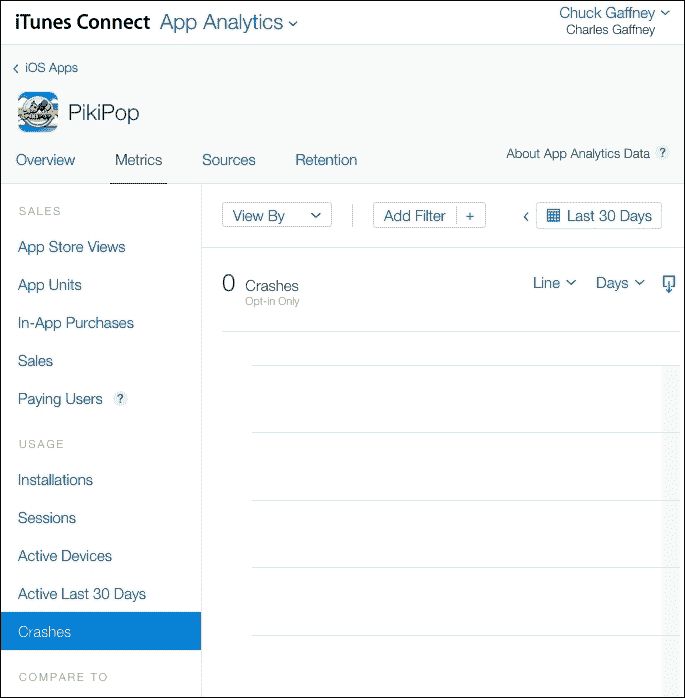 iTunes Connect App Analytics
Chuck Gaffney
Charles Gaffney
iOS Apps
PikiPop
Overview
Metrics
Sources
Retention
About App Analytics Data ?
SALES
App Store Views
App Units
In-App Purchases
Sales
Paying Users ?
USAGE
Installations
Sessions
Active Devices
Active Last 30 Days
Crashes
COMPARE TO
View By
Add Filter +
Last 30 Days
0 Crashes
Opt-in Only
Line
Days